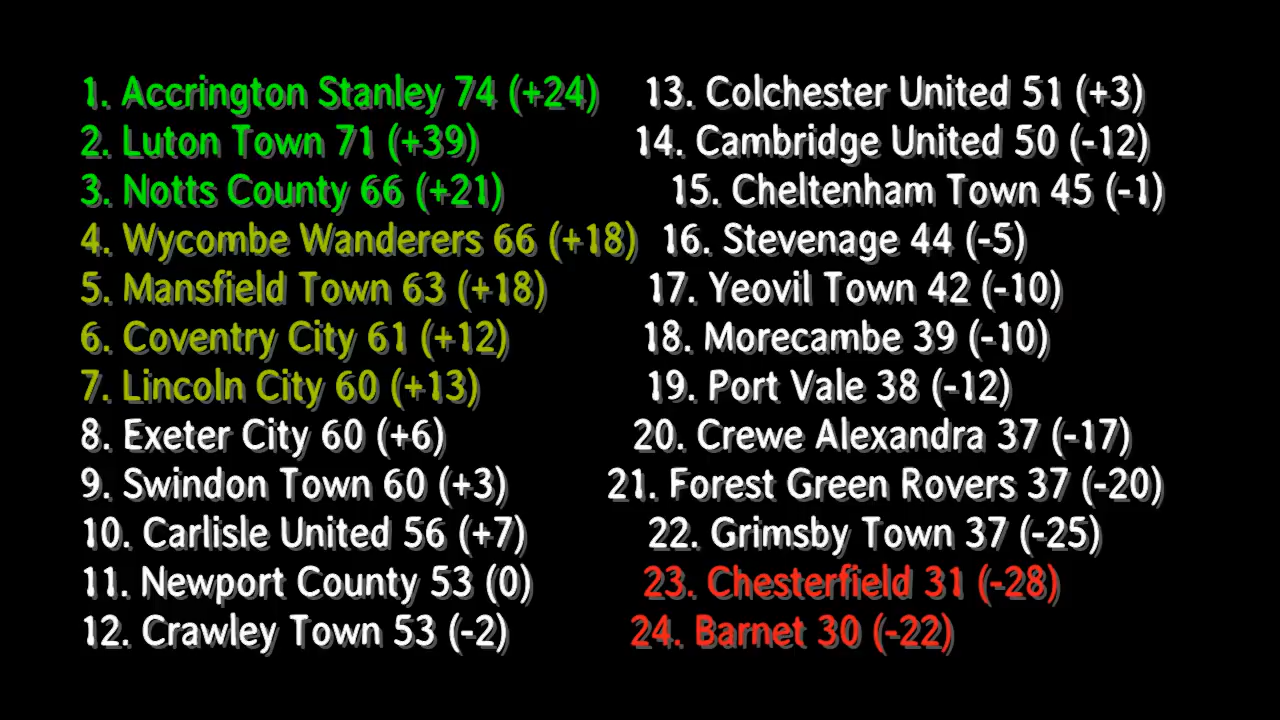 1. Accrington Stanley 74 (+24)
2. Luton Town 71 (+39)
3. Notts County 66 (+21)
4. Wycombe Wanderers 66 (+18)
5. Mansfield Town 63 (+18)
6. Coventry City 61 (+12)
7. Lincoln City 60 (+13)
8. Exeter City 60 (+6)
9. Swindon Town 60 (+3)
10. Carlisle United 56 (+7)
11. Newport County 53 (0)
12. Crawley Town 53 (-2)
13. Colchester United 51 (+3)
14. Cambridge United 50 (-12)
15. Cheltenham Town 45 (-1)
16. Stevenage 44 (-5)
17. Yeovil Town 42 (-10)
18. Morecambe 39 (-10)
19. Port Vale 38 (-12)
20. Crewe Alexandra 37 (-17)
21. Forest Green Rovers 37 (-20)
22. Grimsby Town 37 (-25)
23. Chesterfield 31 (-28)
24. Barnet 30 (-22)